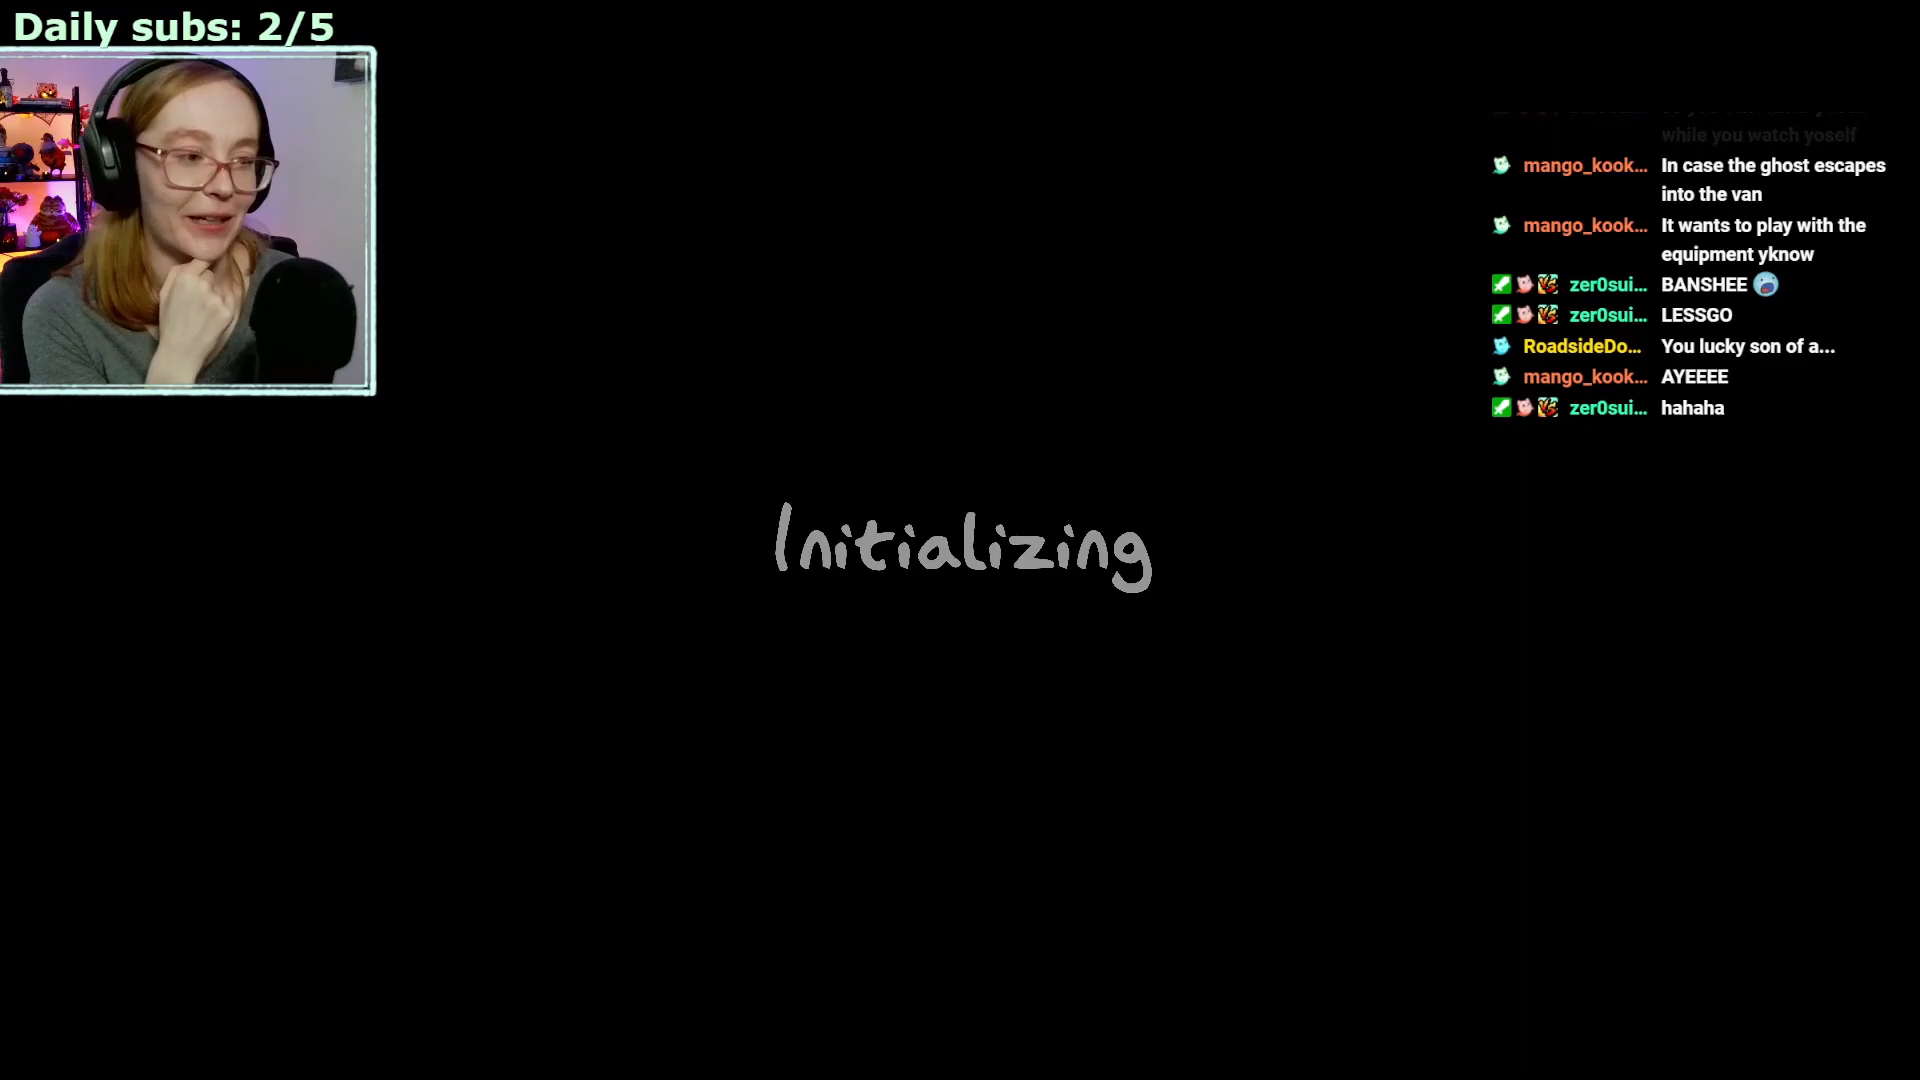 Daily subs: 2/5
while you watch yoself
mango_kook... In case the ghost escapes
into the van
mango_kook... It wants to play with the
equipment yknow
zer0sui... BANSHEE
zer0sui... LESSGO
RoadsideDo... You lucky son of a...
mango_kook... AYEEEE
zer0sui... hahaha
Initializing